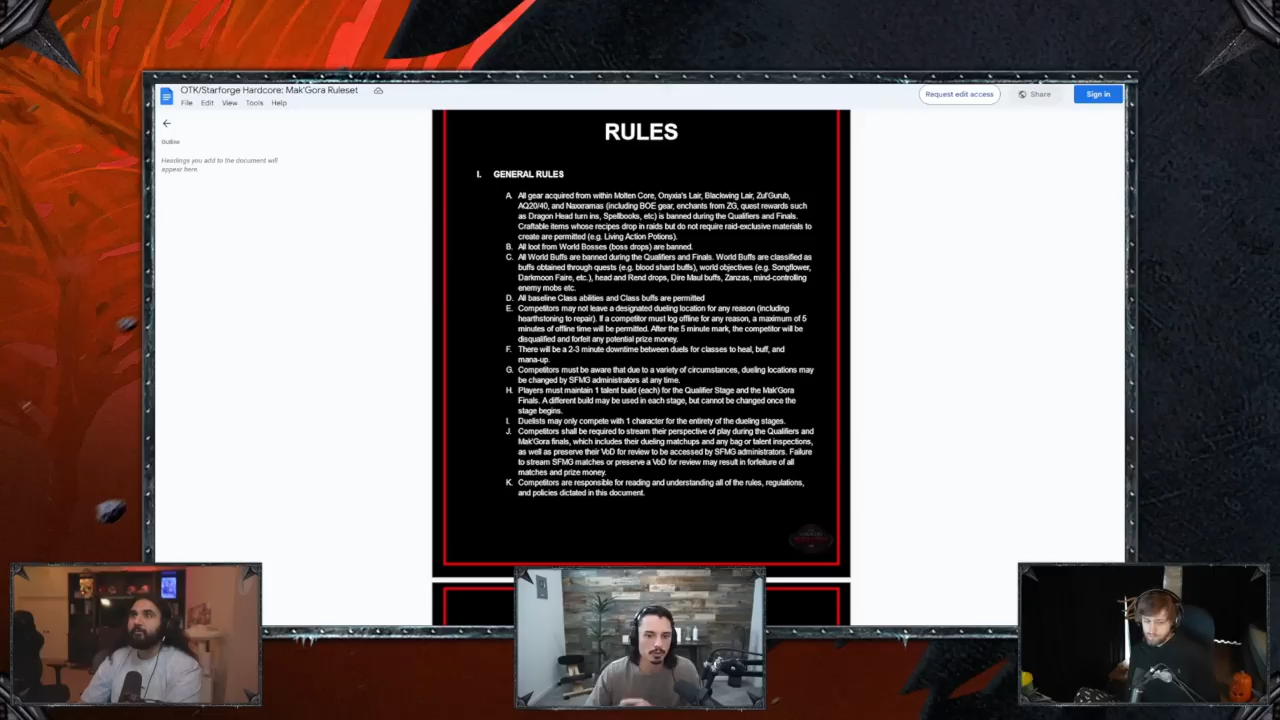 OTK/Starforge Hardcore: Mak'Gora Ruleset
File Edit View Tools Help
Request edit access
Share
Sign in
Outline
Headings you add to the document will
appear here.
RULES
I. GENERAL RULES
A. All gear acquired from within Molten Core, Onyxia's Lair, Blackwing Lair, Zul'Gurub,
AQ20/40, and Naxxramas (including BOE gear, enchants from ZG, quest rewards such
as Dragon Head turn ins, Spellbooks, etc) is banned during the Qualifiers and Finals.
Craftable items whose recipes drop in raids but do not require raid-exclusive materials to
create are permitted (e.g. Living Action Potions).
B. All loot from World Bosses (boss drops) are banned.
C. All World Buffs are banned during the Qualifiers and Finals. World Buffs are classified as
buffs obtained through quests (e.g. blood shard buffs), world objectives (e.g. Songflower,
Darkmoon Faire, etc.), head and Rend drops, Dire Maul buffs, Zanzas, mind-controlling
enemy mobs etc.
D. All baseline Class abilities and Class buffs are permitted
E. Competitors may not leave a designated dueling location for any reason (including
hearthstoning to repair). If a competitor must log offline for any reason, a maximum of 5
minutes of offline time will be permitted. After the 5 minute mark, the competitor will be
disqualified and forfeit any potential prize money.
F. There will be a 2-3 minute downtime between duels for classes to heal, buff, and
mana-up.
G. Competitors must be aware that due to a variety of circumstances, dueling locations may
be changed by SFMG administrators at any time.
H. Players must maintain 1 talent build (each) for the Qualifier Stage and the Mak'Gora
Finals. A different build may be used in each stage, but cannot be changed once the
stage begins.
I. Duelists may only compete with 1 character for the entirety of the dueling stages.
J. Competitors shall be required to stream their perspective of play during the Qualifiers and
Mak'Gora finals, which includes their dueling matchups and any bag or talent inspections,
as well as preserve their VoD for review to be accessed by SFMG administrators. Failure
to stream SFMG matches or preserve a VoD for review may result in forfeiture of all
matches and prize money.
K. Competitors are responsible for reading and understanding all of the rules, regulations,
and policies dictated in this document.